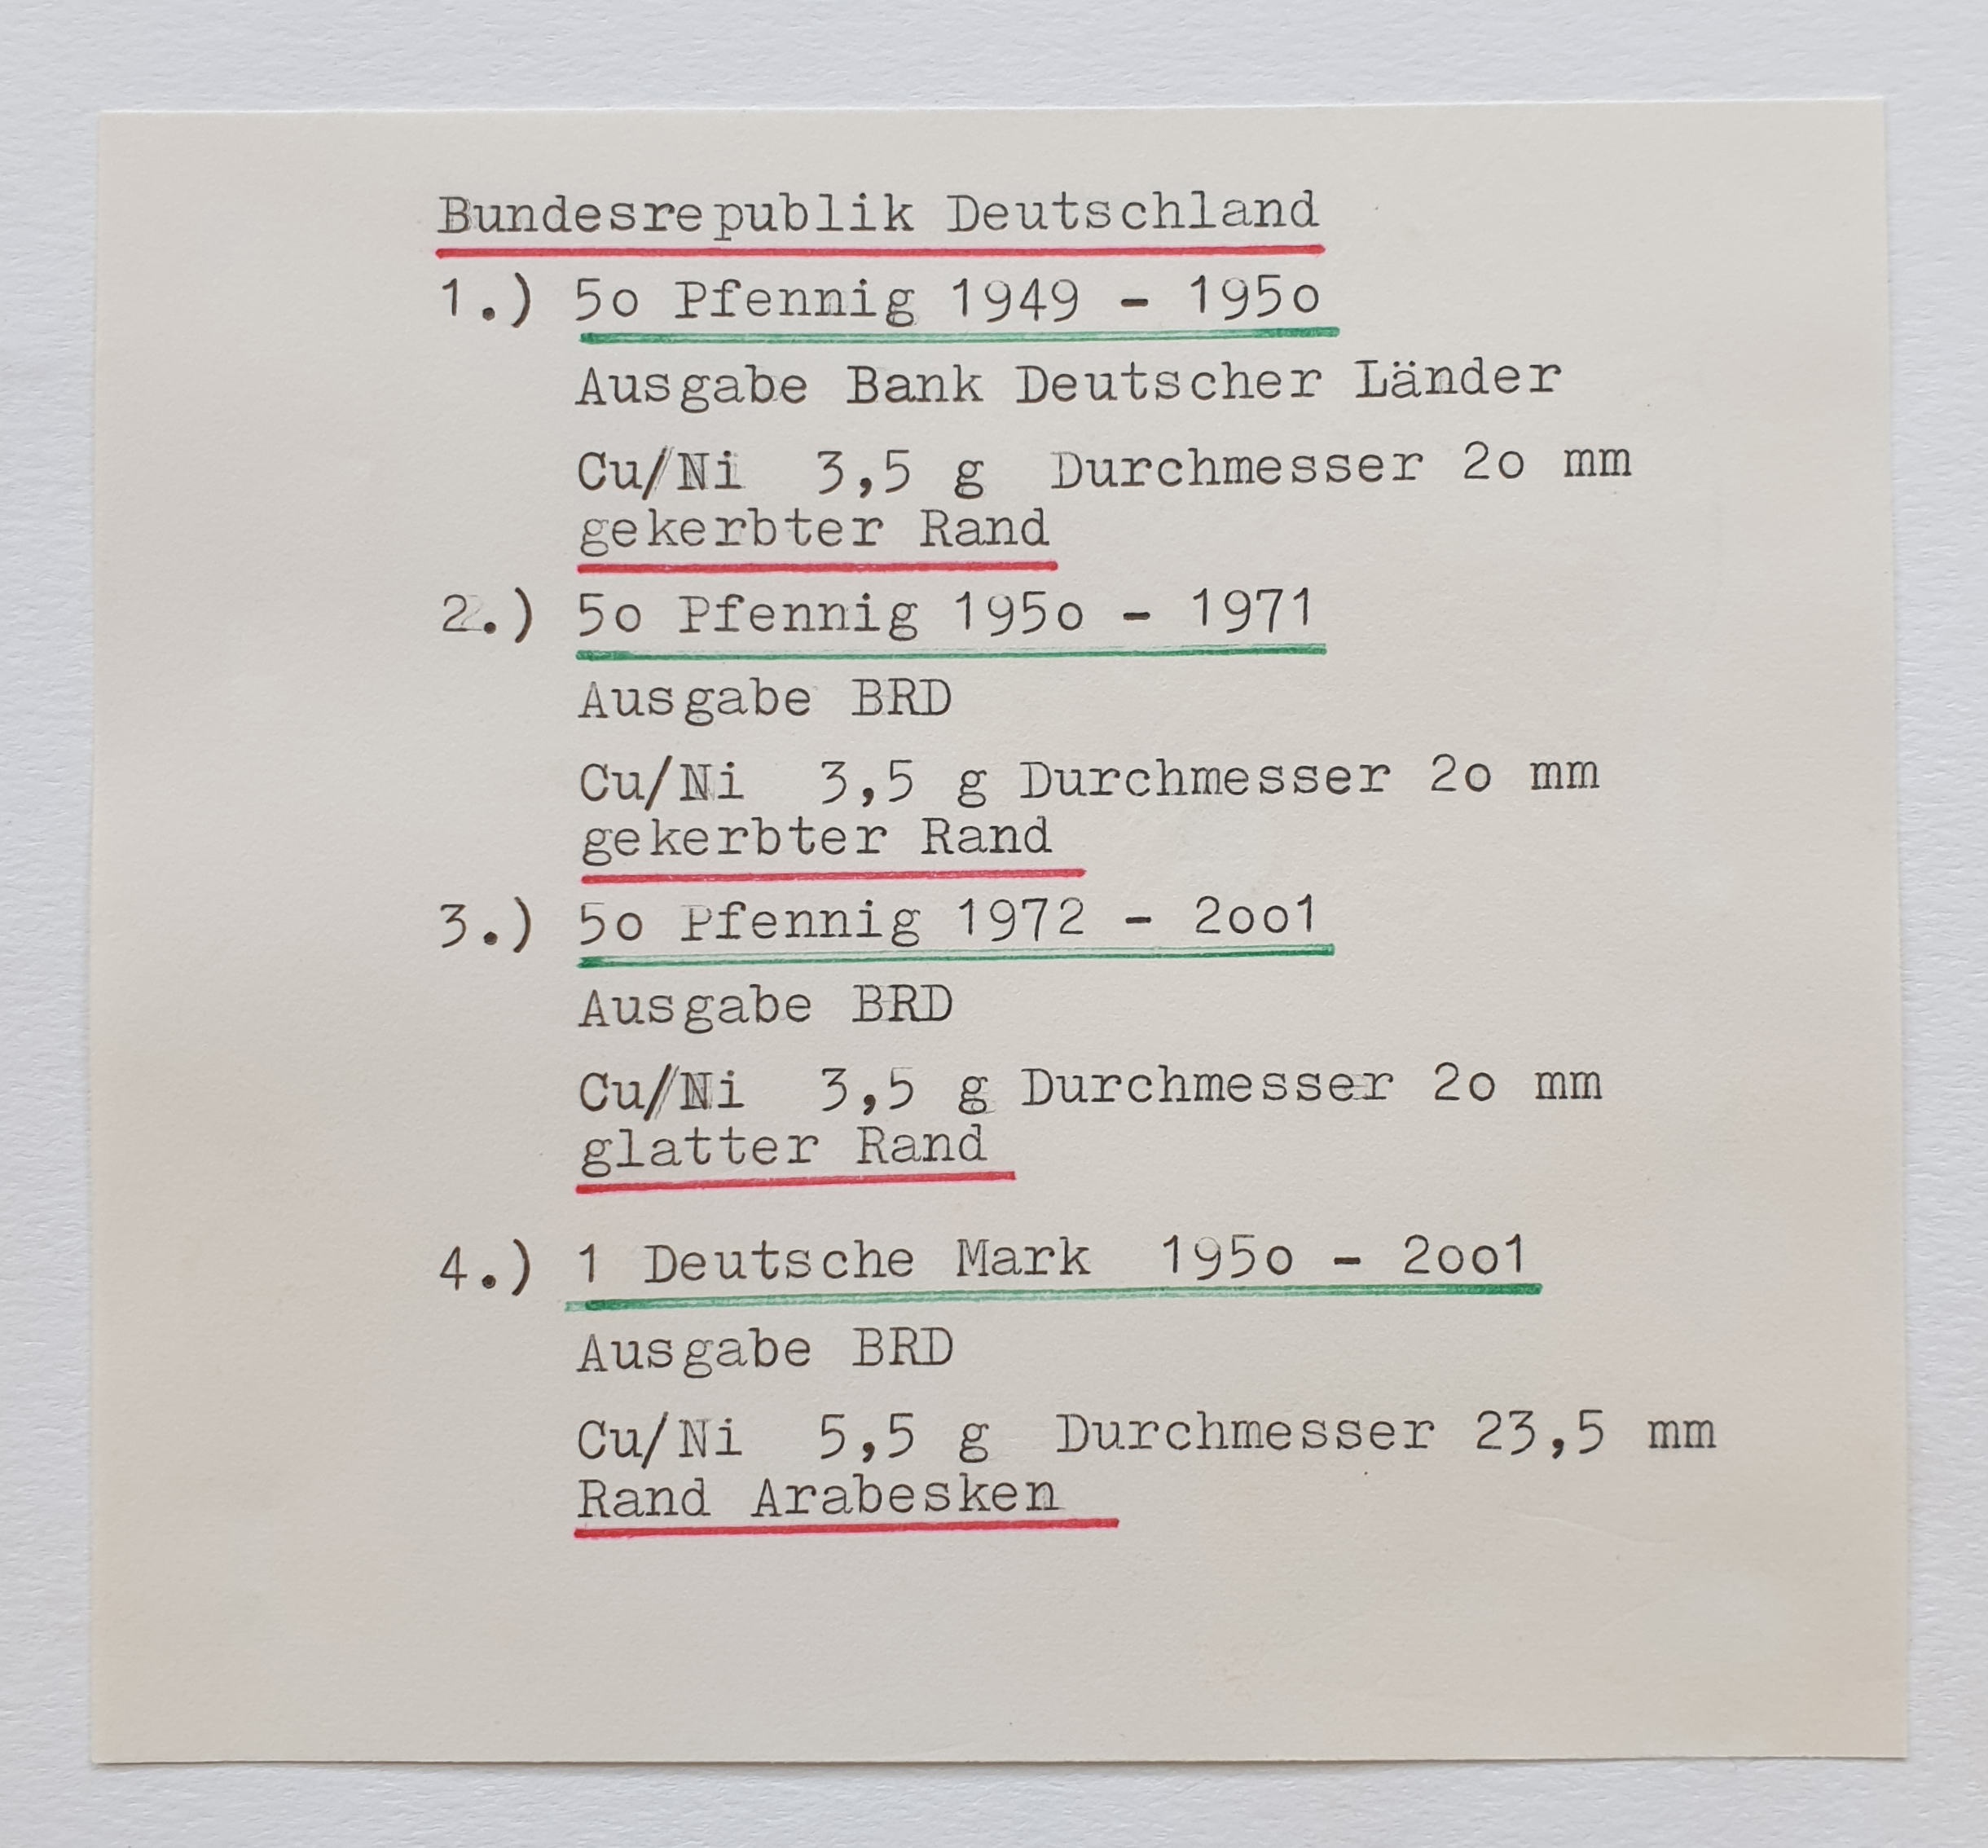 Bundesrepublik Deutschland
1.) 5o Pfennig 1949 - 195o
Ausgabe Bank Deutscher Länder
Cu/Ni 3,5 g Durchmesser 2o mm
gekerbter Rand
2.) 5o Pfennig 195o - 1971
Ausgabe BRD
Cu/Ni 3,5 g Durchmesser 2o mm
gekerbter Rand
3.) 5o Pfennig 1972 - 2oo1
Ausgabe BRD
Cu/Ni 3,5 g Durchmesser 2o mm
glatter Rand
4.) 1 Deutsche Mark 195o - 2oo1
Ausgabe BRD
Cu/Ni 5,5 g Durchmesser 23,5 mm
Rand Arabesken